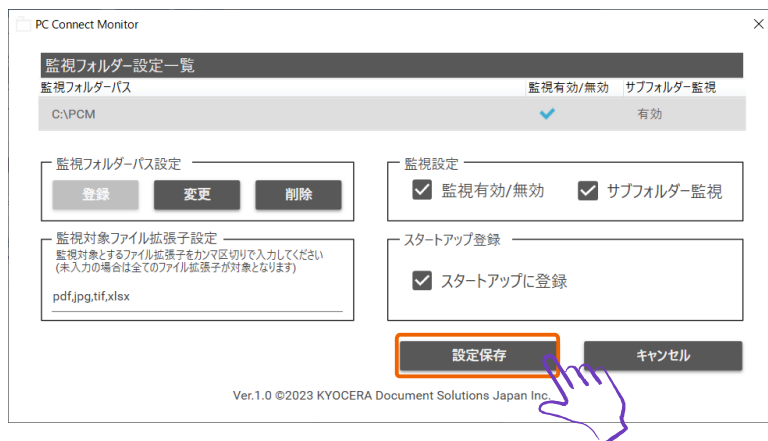 PC Connect Monitor
監視フォルダー設定一覧
監視フォルダーパス 監視有効/無効 サブフォルダー監視
C:\PCM 有効
監視フォルダーパス設定
登録 変更 削除
監視設定
監視有効/無効 サブフォルダー監視
監視対象ファイル拡張子設定
監視対象とするファイル拡張子をカンマ区切りで入力してください
(未入力の場合は全てのファイル拡張子が対象となります)
pdf,jpg,tif,xlsx
スタートアップ登録
スタートアップに登録
設定保存 キャンセル
Ver.1.0 ©2023 KYOCERA Document Solutions Japan Inc.